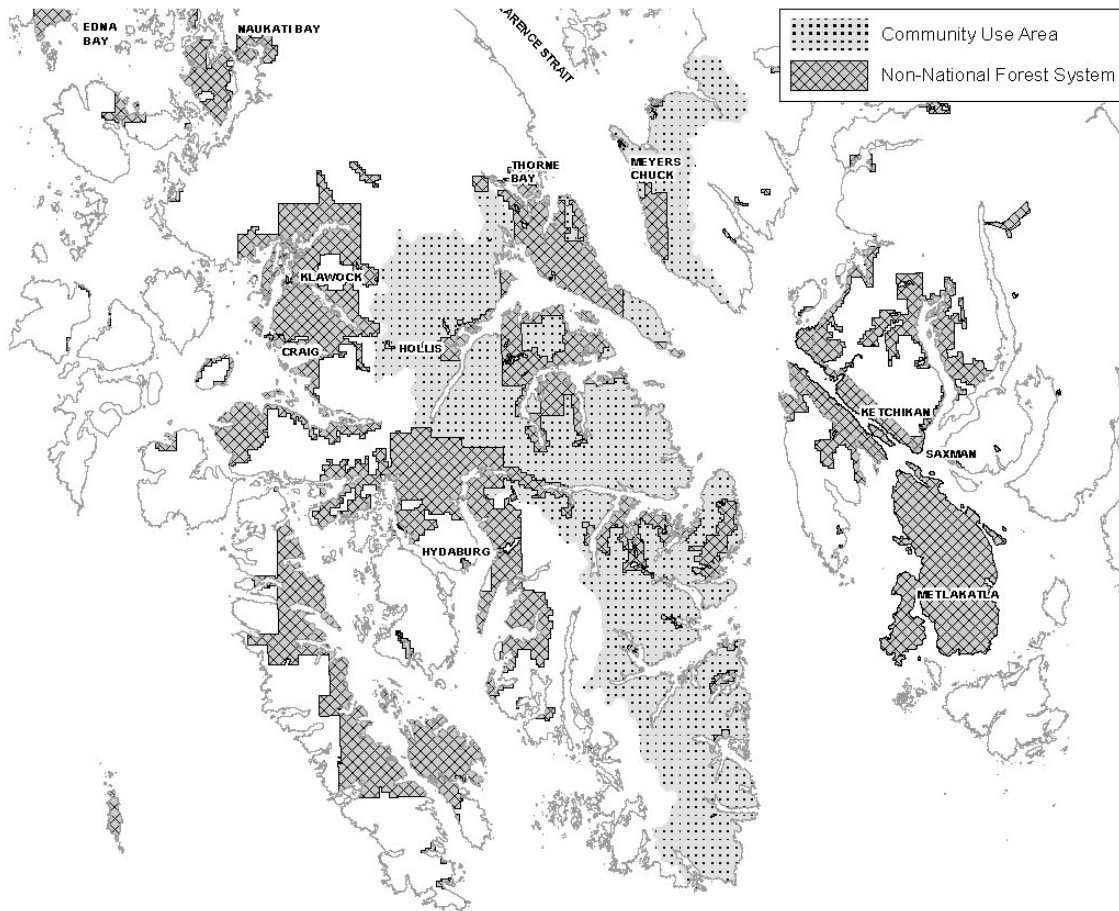 EDNA
BAY
NAUKATI BAY
ARENCE STRAIT
Community Use Area
Non-National Forest System
THORNE
BAY
MEYERS
CHUCK
KLAWOCK
CRAIG
HOLLIS
KETCHIKAN
SAXMAN
HYDABURG
METLAKATLA